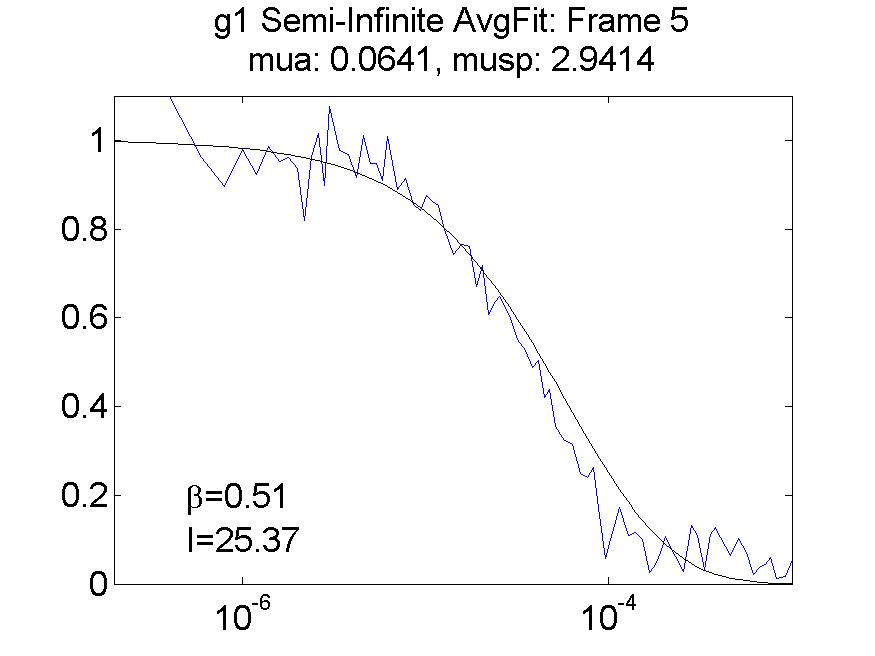 g1 Semi-Infinite AvgFit: Frame 5
mua: 0.0641, musp: 2.9414
1
0.8
0.6
0.4
0.2
0
β=0.51
I=25.37
10^-6
10^-4